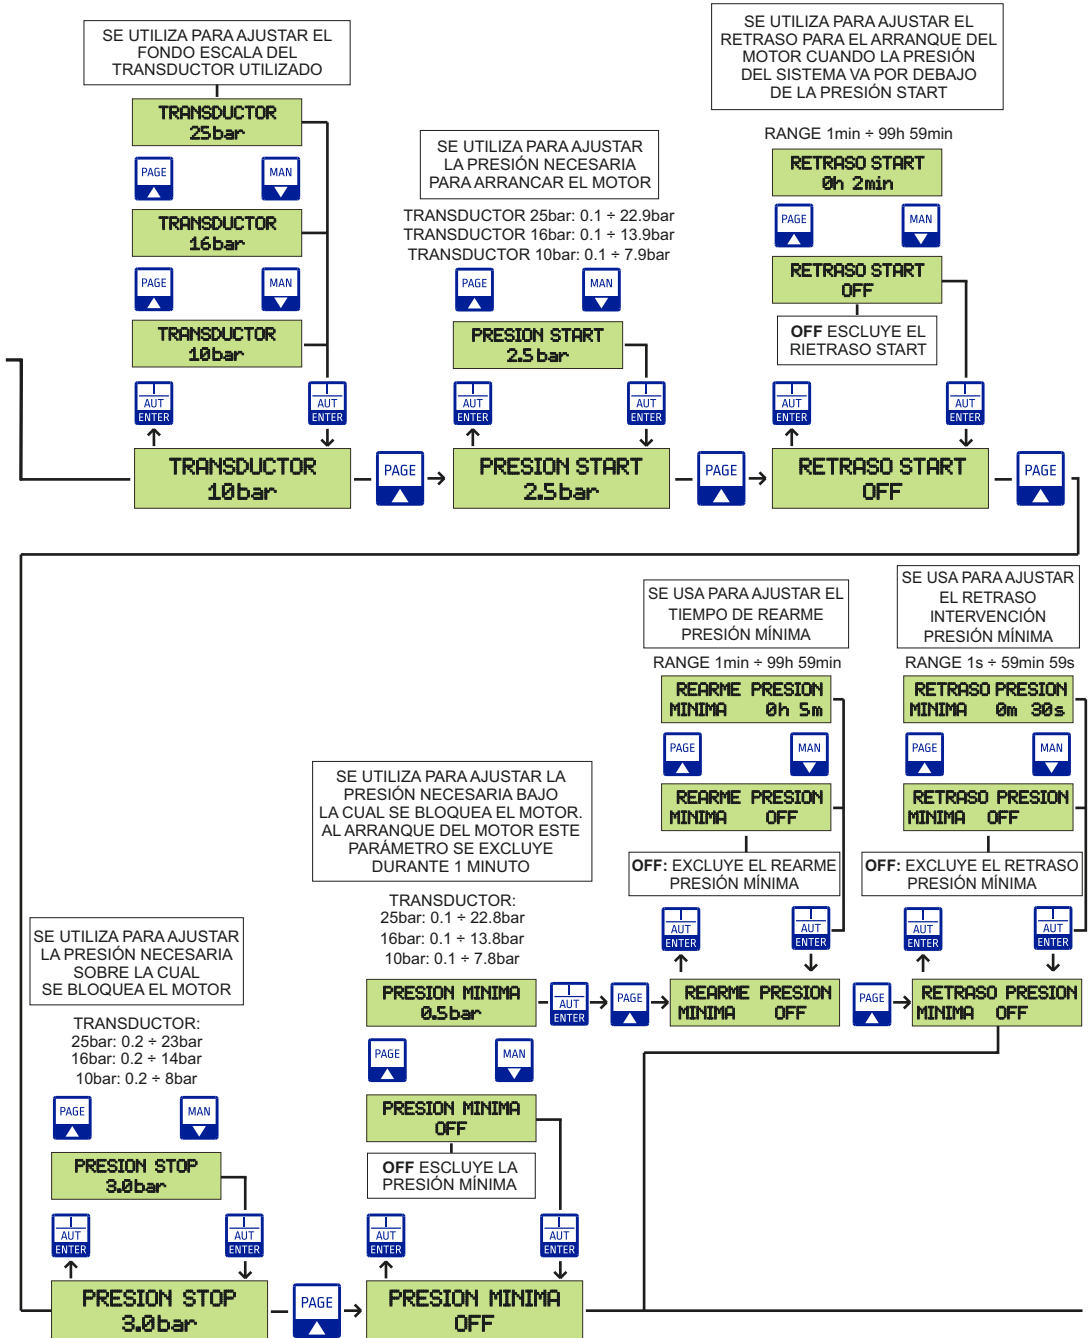 SE UTILIZA PARA AJUSTAR EL
FONDO ESCALA DEL
TRANSDUCTOR UTILIZADO
TRANSDUCTOR
25bar
PAGE
MAN
TRANSDUCTOR
16bar
PAGE
MAN
TRANSDUCTOR
10bar
AUT
ENTER
AUT
ENTER
TRANSDUCTOR
10bar
PAGE
SE UTILIZA PARA AJUSTAR
LA PRESIÓN NECESARIA
PARA ARRANCAR EL MOTOR
TRANSDUCTOR 25bar: 0.1 ÷ 22.9bar
TRANSDUCTOR 16bar: 0.1 ÷ 13.9bar
TRANSDUCTOR 10bar: 0.1 ÷ 7.9bar
PAGE
MAN
PRESION START
2.5bar
AUT
ENTER
AUT
ENTER
PRESION START
2.5bar
PAGE
SE UTILIZA PARA AJUSTAR EL
RETRASO PARA EL ARRANQUE DEL
MOTOR CUANDO LA PRESIÓN
DEL SISTEMA VA POR DEBAJO
DE LA PRESIÓN START
RANGE 1min ÷ 99h 59min
RETRASO START
0h 2min
PAGE
MAN
RETRASO START
OFF
OFF ESCLUYE EL
RIETRASO START
AUT
ENTER
AUT
ENTER
RETRASO START
OFF
PAGE
SE UTILIZA PARA AJUSTAR
LA PRESIÓN NECESARIA
SOBRE LA CUAL
SE BLOQUEA EL MOTOR
TRANSDUCTOR:
25bar: 0.2 ÷ 23bar
16bar: 0.2 ÷ 14bar
10bar: 0.2 ÷ 8bar
PAGE
MAN
PRESION STOP
3.0bar
AUT
ENTER
AUT
ENTER
PRESION STOP
3.0bar
PAGE
SE UTILIZA PARA AJUSTAR LA
PRESIÓN NECESARIA BAJO
LA CUAL SE BLOQUEA EL MOTOR.
AL ARRANQUE DEL MOTOR ESTE
PARÁMETRO SE EXCLUYE
DURANTE 1 MINUTO
TRANSDUCTOR:
25bar: 0.1 ÷ 22.8bar
16bar: 0.1 ÷ 13.8bar
10bar: 0.1 ÷ 7.8bar
PRESION MINIMA
0.5bar
AUT
ENTER
PAGE
PAGE
MAN
PRESION MINIMA
OFF
OFF ESCLUYE LA
PRESIÓN MÍNIMA
AUT
ENTER
AUT
ENTER
PRESION MINIMA
OFF
SE USA PARA AJUSTAR EL
TIEMPO DE REARME
PRESIÓN MÍNIMA
RANGE 1min ÷ 99h 59min
REARME PRESION
MINIMA 0h 5m
PAGE
MAN
REARME PRESION
MINIMA OFF
OFF: EXCLUYE EL REARME
PRESIÓN MÍNIMA
AUT
ENTER
AUT
ENTER
REARME PRESION
MINIMA OFF
PAGE
SE USA PARA AJUSTAR
EL RETRASO
INTERVENCIÓN
PRESIÓN MÍNIMA
RANGE 1s ÷ 59min 59s
RETRASO PRESION
MINIMA 0m 30s
PAGE
MAN
RETRASO PRESION
MINIMA OFF
OFF: EXCLUYE EL RETRASO
PRESIÓN MÍNIMA
AUT
ENTER
AUT
ENTER
RETRASO PRESION
MINIMA OFF